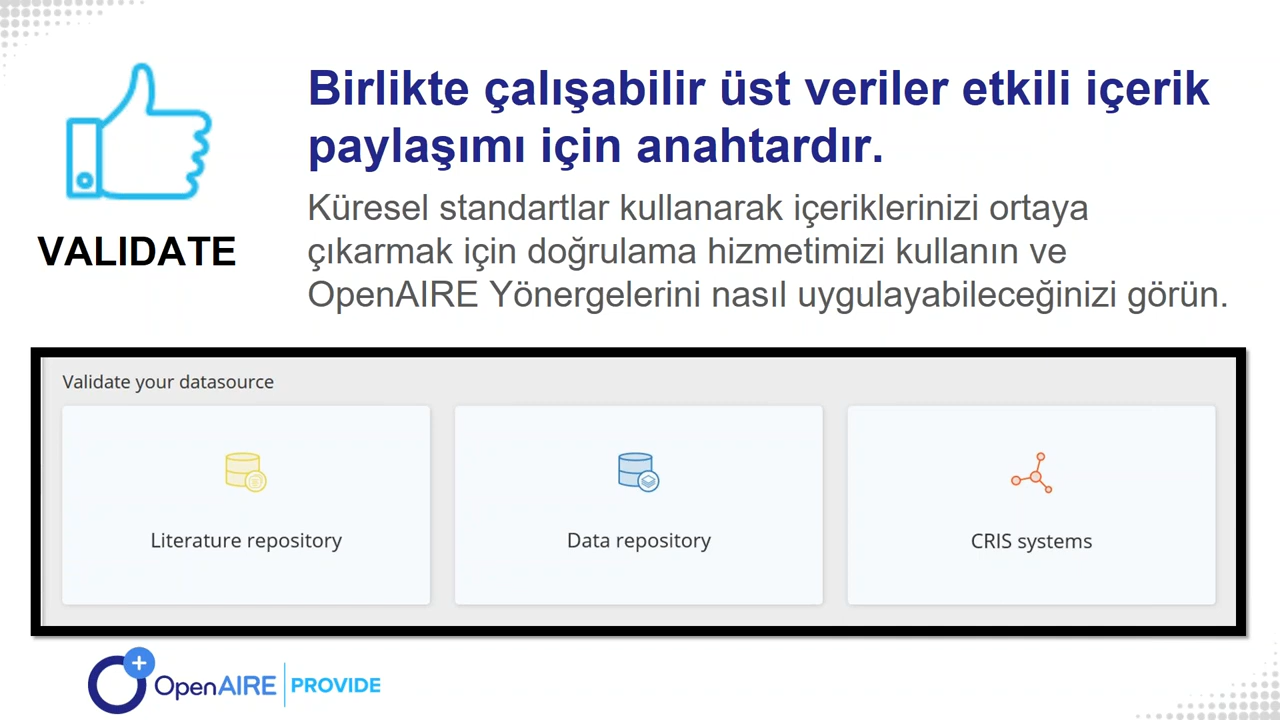 Birlikte çalışabilir üst veriler etkili içerik
paylaşımı için anahtardır.
VALIDATE
Küresel standartlar kullanarak içeriklerinizi ortaya
çıkarmak için doğrulama hizmetimizi kullanın ve
OpenAIRE Yönergelerini nasıl uygulayabileceğinizi görün.
Validate your datasource
Literature repository
Data repository
CRIS systems
OpenAIRE PROVIDE